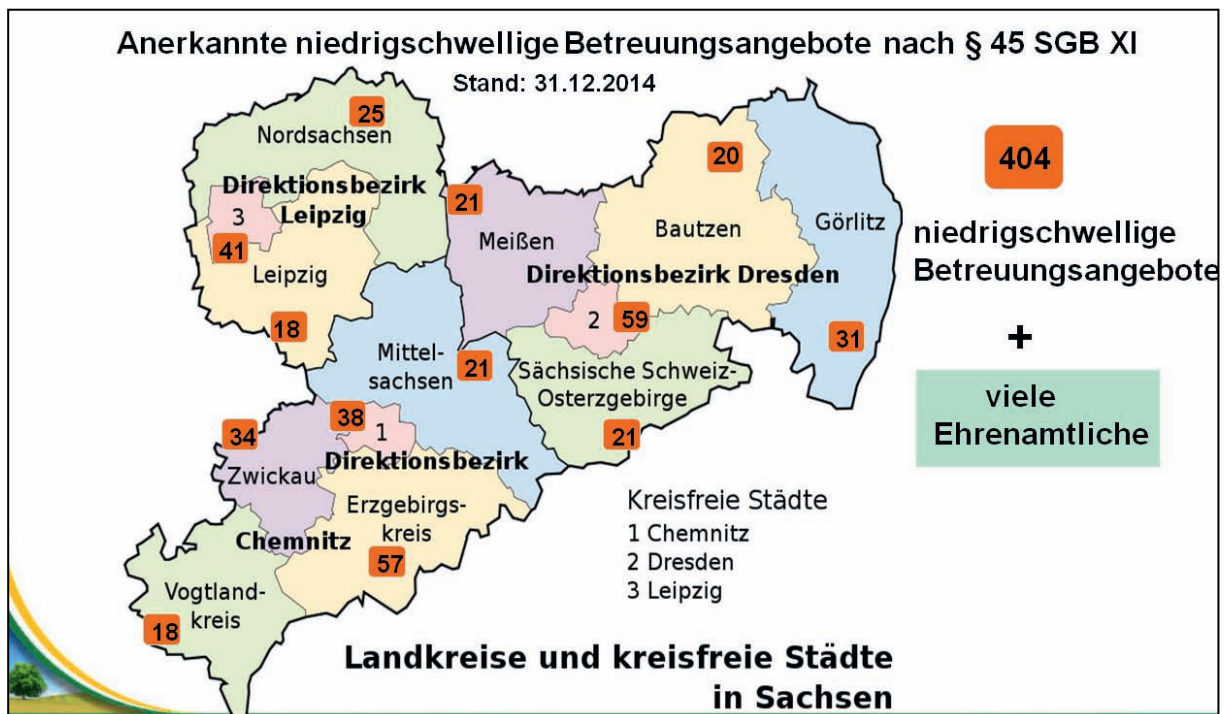 Anerkannte niedrigschwellige Betreuungsangebote nach § 45 SGB XI
Stand: 31.12.2014
25
Nordsachsen
Direktionsbezirk
Leipzig
3
41
Leipzig
18
21
Meißen
20
Bautzen
Görlitz
Direktionsbezirk Dresden
2
59
31
Mittel-
sachsen
21
Sächsische Schweiz-
Osterzgebirge
21
34
38
1
Zwickau
Direktionsbezirk
Erzgebirgs-
kreis
Chemnitz
57
Vogtland-
kreis
18
404
niedrigschwellige
Betreuungsangebote
+
viele
Ehrenamtliche
Kreisfreie Städte
1 Chemnitz
2 Dresden
3 Leipzig
Landkreise und kreisfreie Städte
in Sachsen